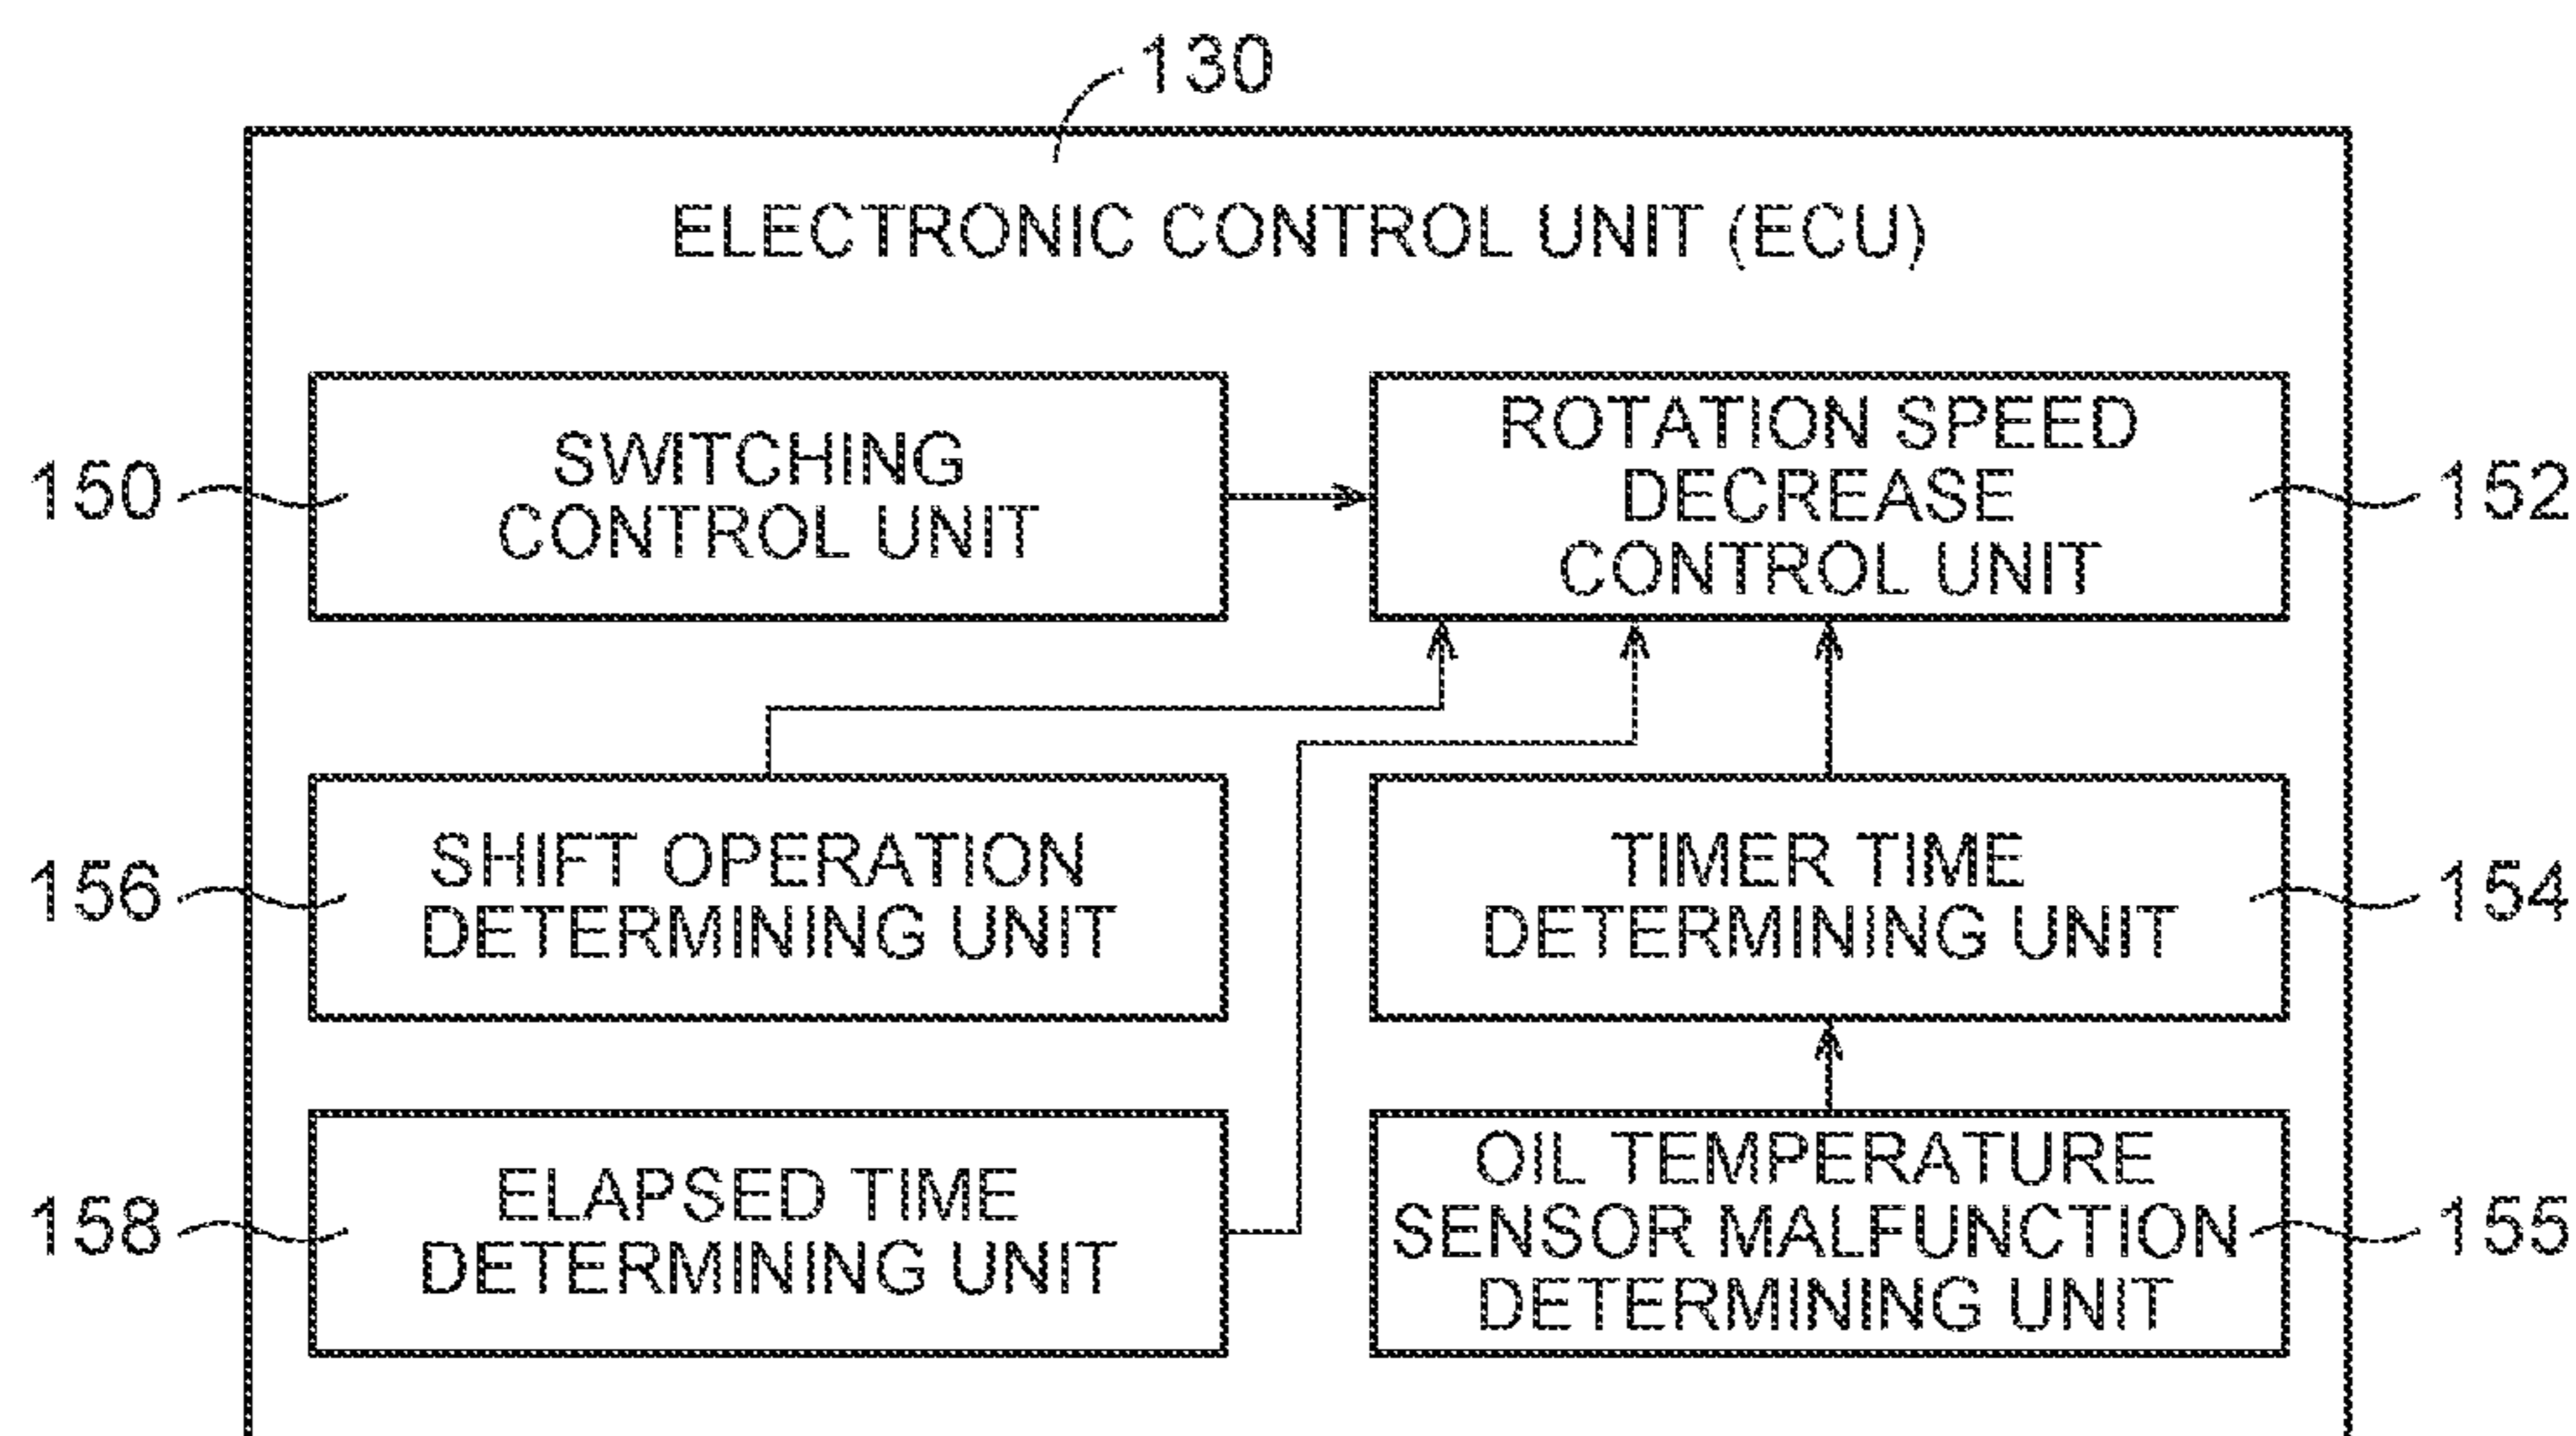 130
ELECTRONIC CONTROL UNIT (ECU)
150
SWITCHING
CONTROL UNIT
ROTATION SPEED
DECREASE
CONTROL UNIT
152
156
SHIFT OPERATION
DETERMINING UNIT
TIMER TIME
DETERMINING UNIT
154
158
ELAPSED TIME
DETERMINING UNIT
OIL TEMPERATURE
SENSOR MALFUNCTION
DETERMINING UNIT
155